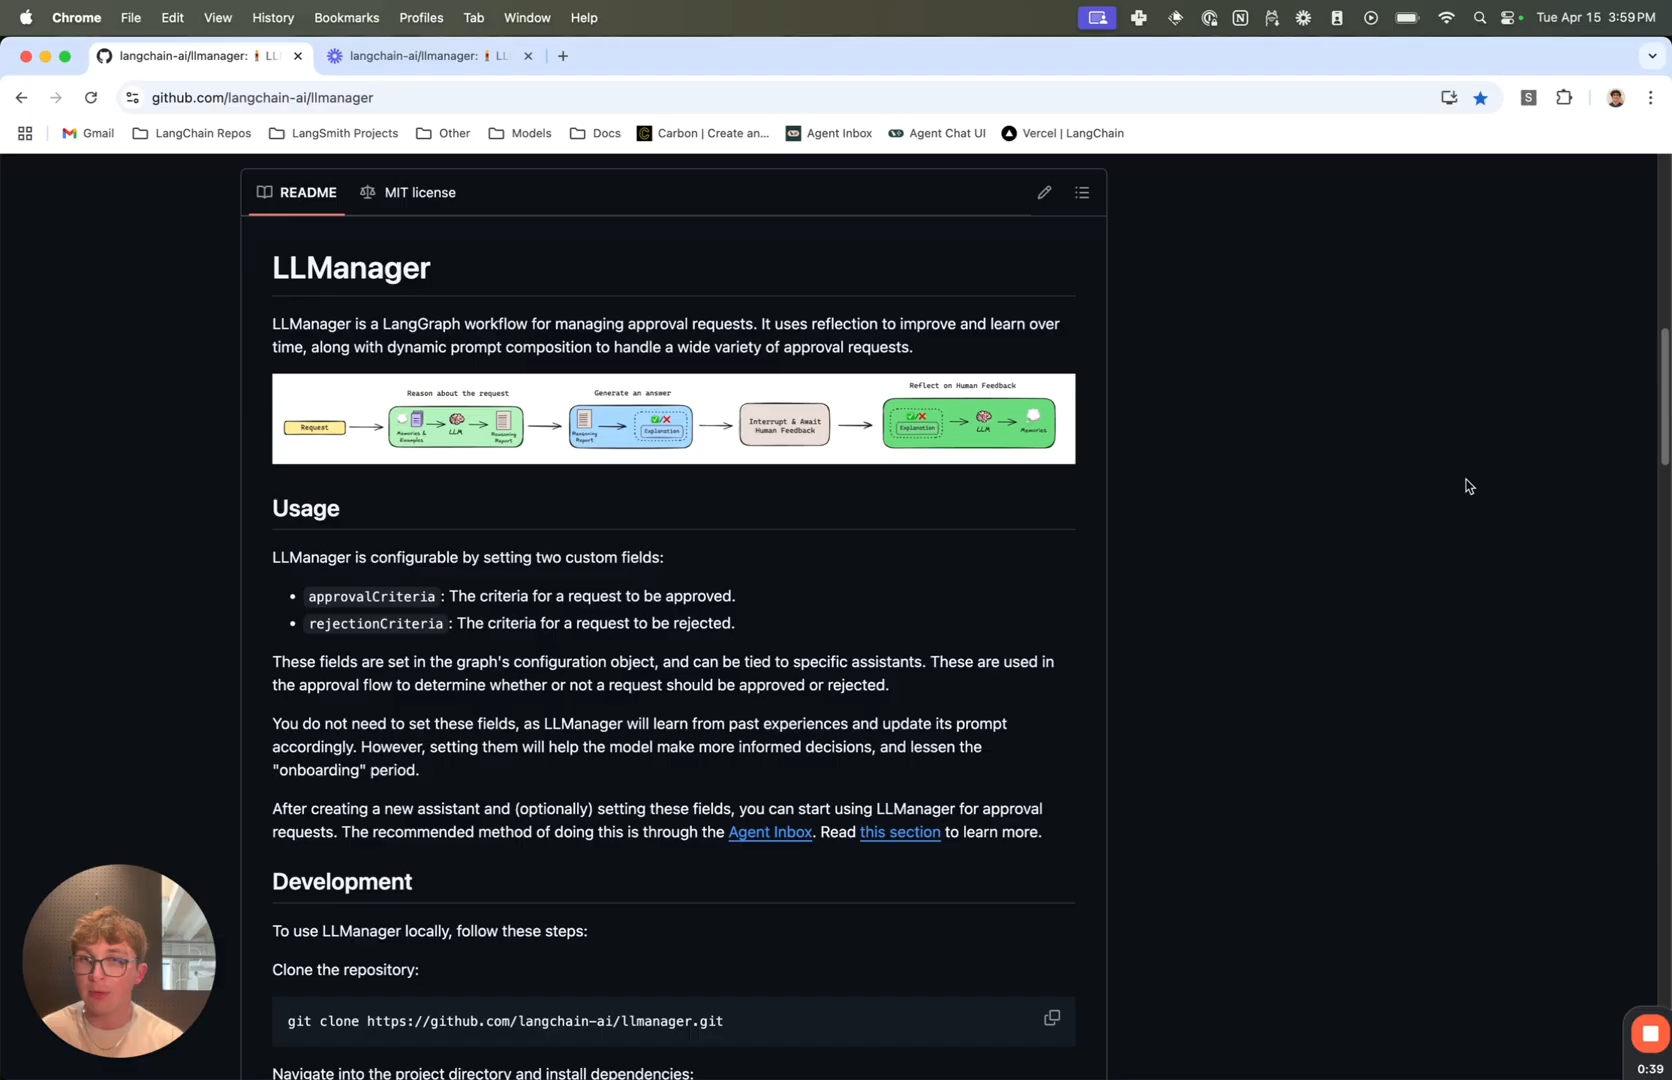 Chrome File Edit View History Bookmarks Profiles Tab Window Help Tue Apr 15 3:59 PM
langchain-ai/llmanager: LL langchain-ai/llmanager: LL
github.com/langchain-ai/llmanager
Gmail LangChain Repos LangSmith Projects Other Models Docs Carbon | Create an... Agent Inbox Agent Chat UI Vercel | LangChain
README MIT license
LLManager
LLManager is a LangGraph workflow for managing approval requests. It uses reflection to improve and learn over
time, along with dynamic prompt composition to handle a wide variety of approval requests.
Reason about the request Generate an answer Reflect on Human Feedback
Request
Memories & Examples LLM Reasoning Report
Reasoning Report Explanation
Interrupt & Await
Human Feedback
Explanation LLM Memories
Usage
LLManager is configurable by setting two custom fields:
• approvalCriteria : The criteria for a request to be approved.
• rejectionCriteria : The criteria for a request to be rejected.
These fields are set in the graph's configuration object, and can be tied to specific assistants. These are used in
the approval flow to determine whether or not a request should be approved or rejected.
You do not need to set these fields, as LLManager will learn from past experiences and update its prompt
accordingly. However, setting them will help the model make more informed decisions, and lessen the
"onboarding" period.
After creating a new assistant and (optionally) setting these fields, you can start using LLManager for approval
requests. The recommended method of doing this is through the Agent Inbox. Read this section to learn more.
Development
To use LLManager locally, follow these steps:
Clone the repository:
git clone https://github.com/langchain-ai/llmanager.git
Navigate into the project directory and install dependencies:
0:39